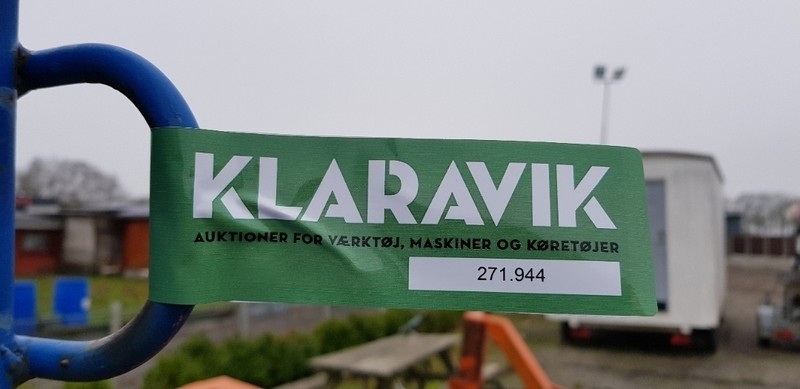 KLARAVIK
AUKTIONER FOR VÆRKTØJ, MASKINER OG KØRETØJER
271.944